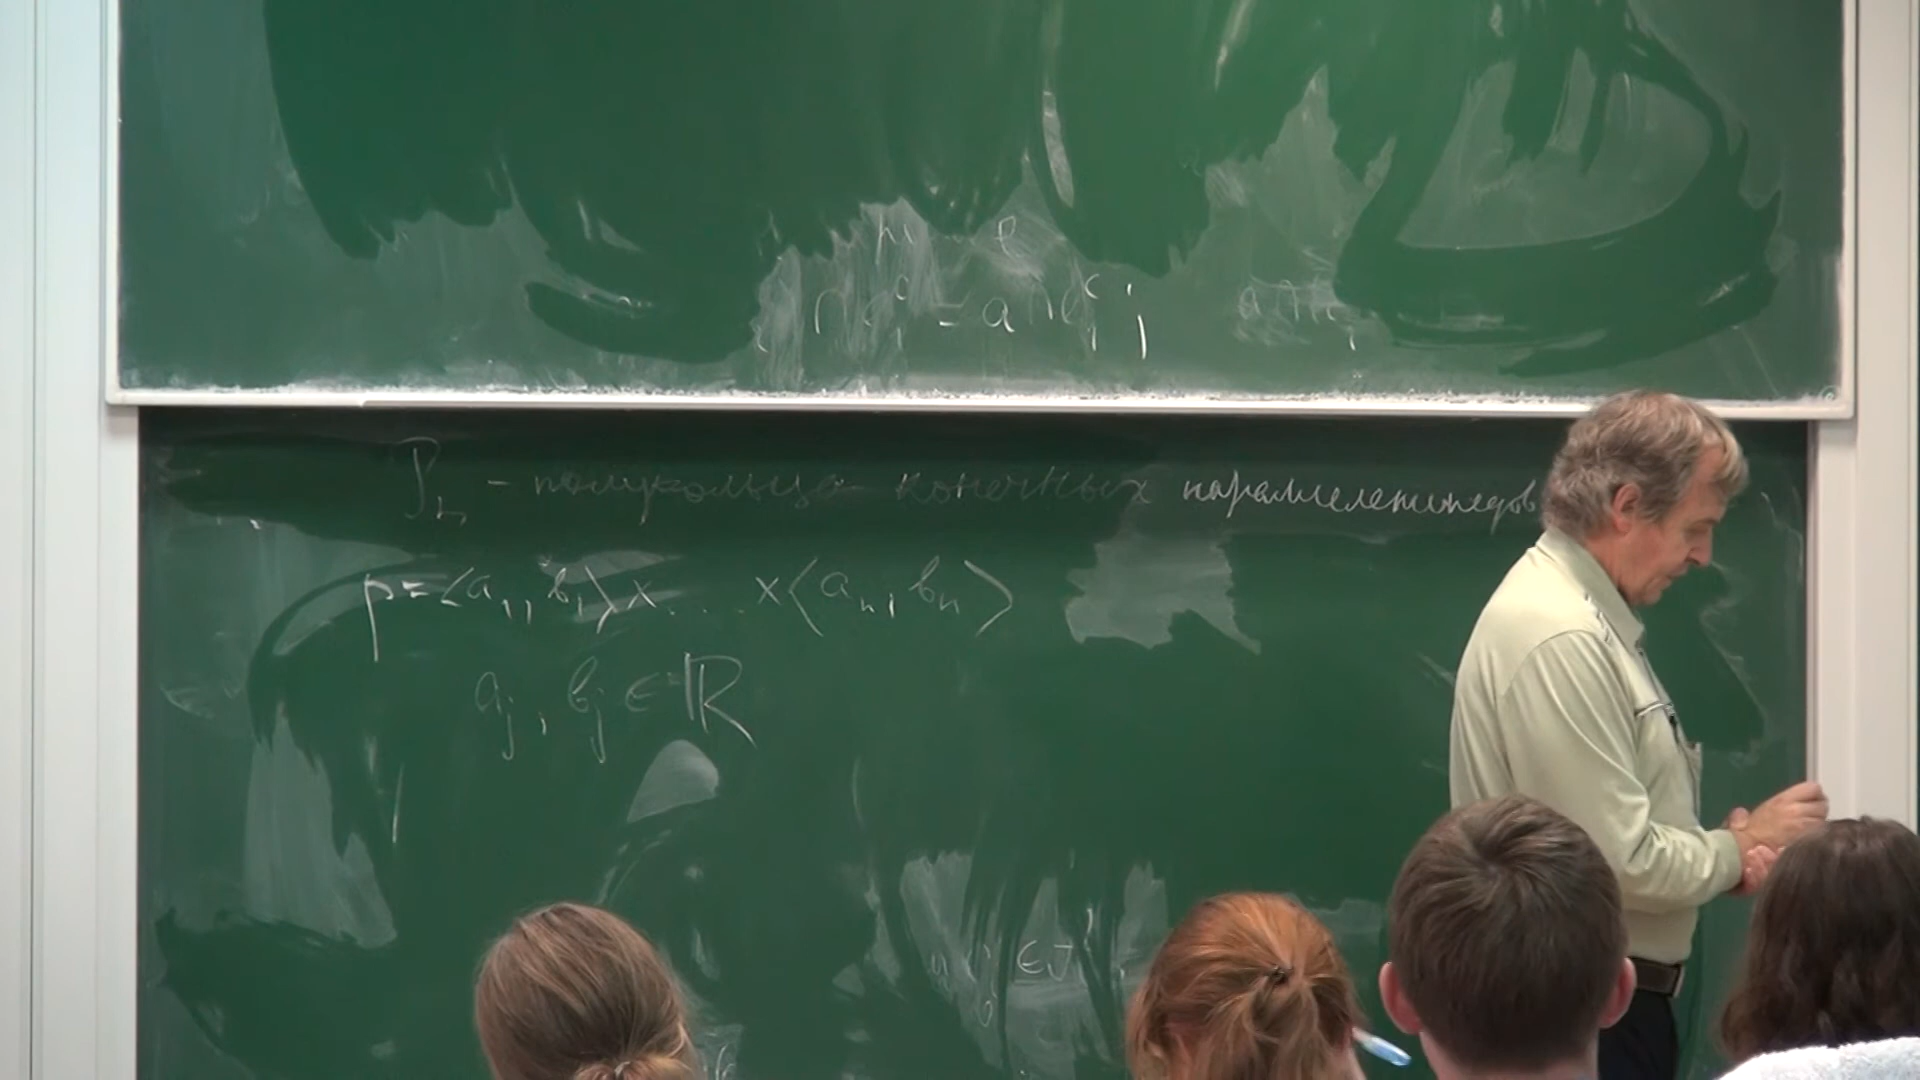 P_n - полукольцо конечных параллелепипедов
p = <a_1, b_1> x .... x <a_n, b_n>
a_j, b_j ∈ ℝ
∈ J